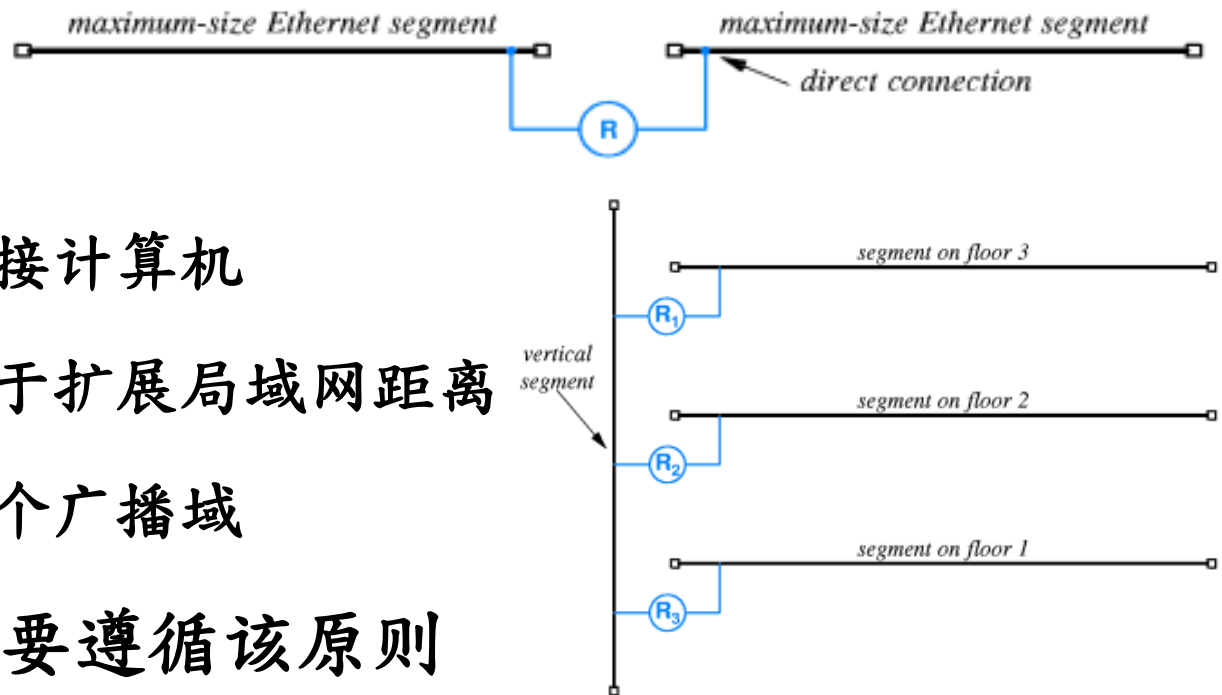 maximum-size Ethernet segment
maximum-size Ethernet segment
direct connection
R
接计算机
于扩展局域网距离
个广播域
要遵循该原则
vertical
segment
segment on floor 3
R1
segment on floor 2
R2
segment on floor 1
R3